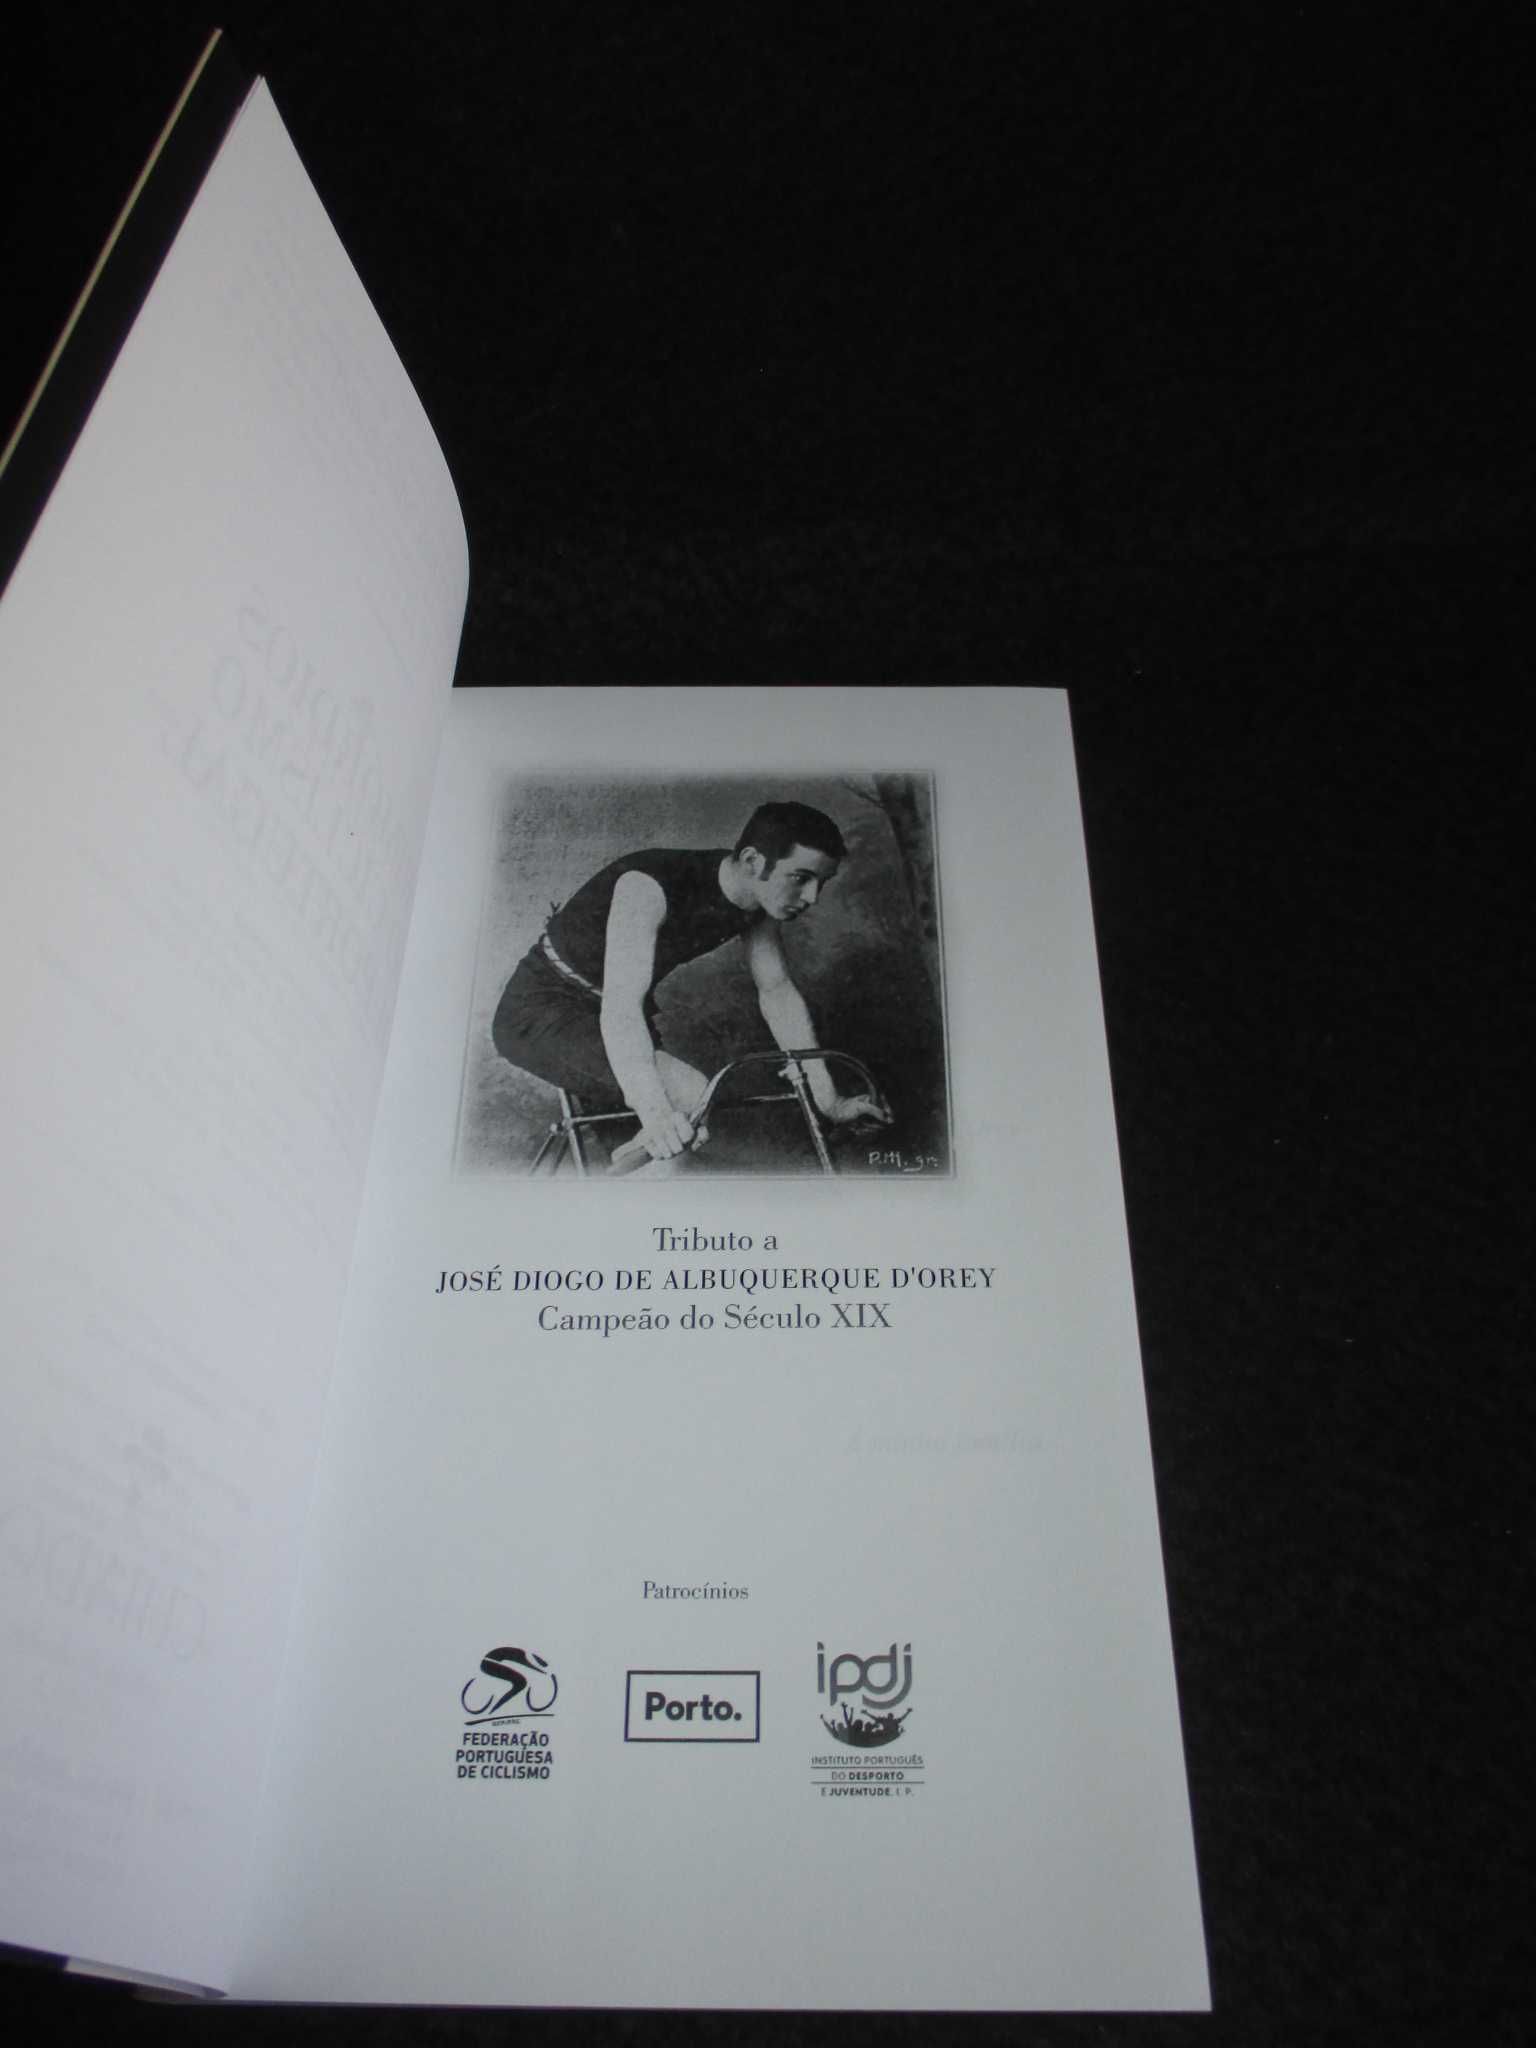 P.M. gr.
Tributo a
JOSÉ DIOGO DE ALBUQUERQUE D'OREY
Campeão do Século XIX
Patrocínios
FEDERAÇÃO
PORTUGUESA
DE CICLISMO
Porto.
ipdj
INSTITUTO PORTUGUÊS
DO DESPORTO
E JUVENTUDE, I. P.